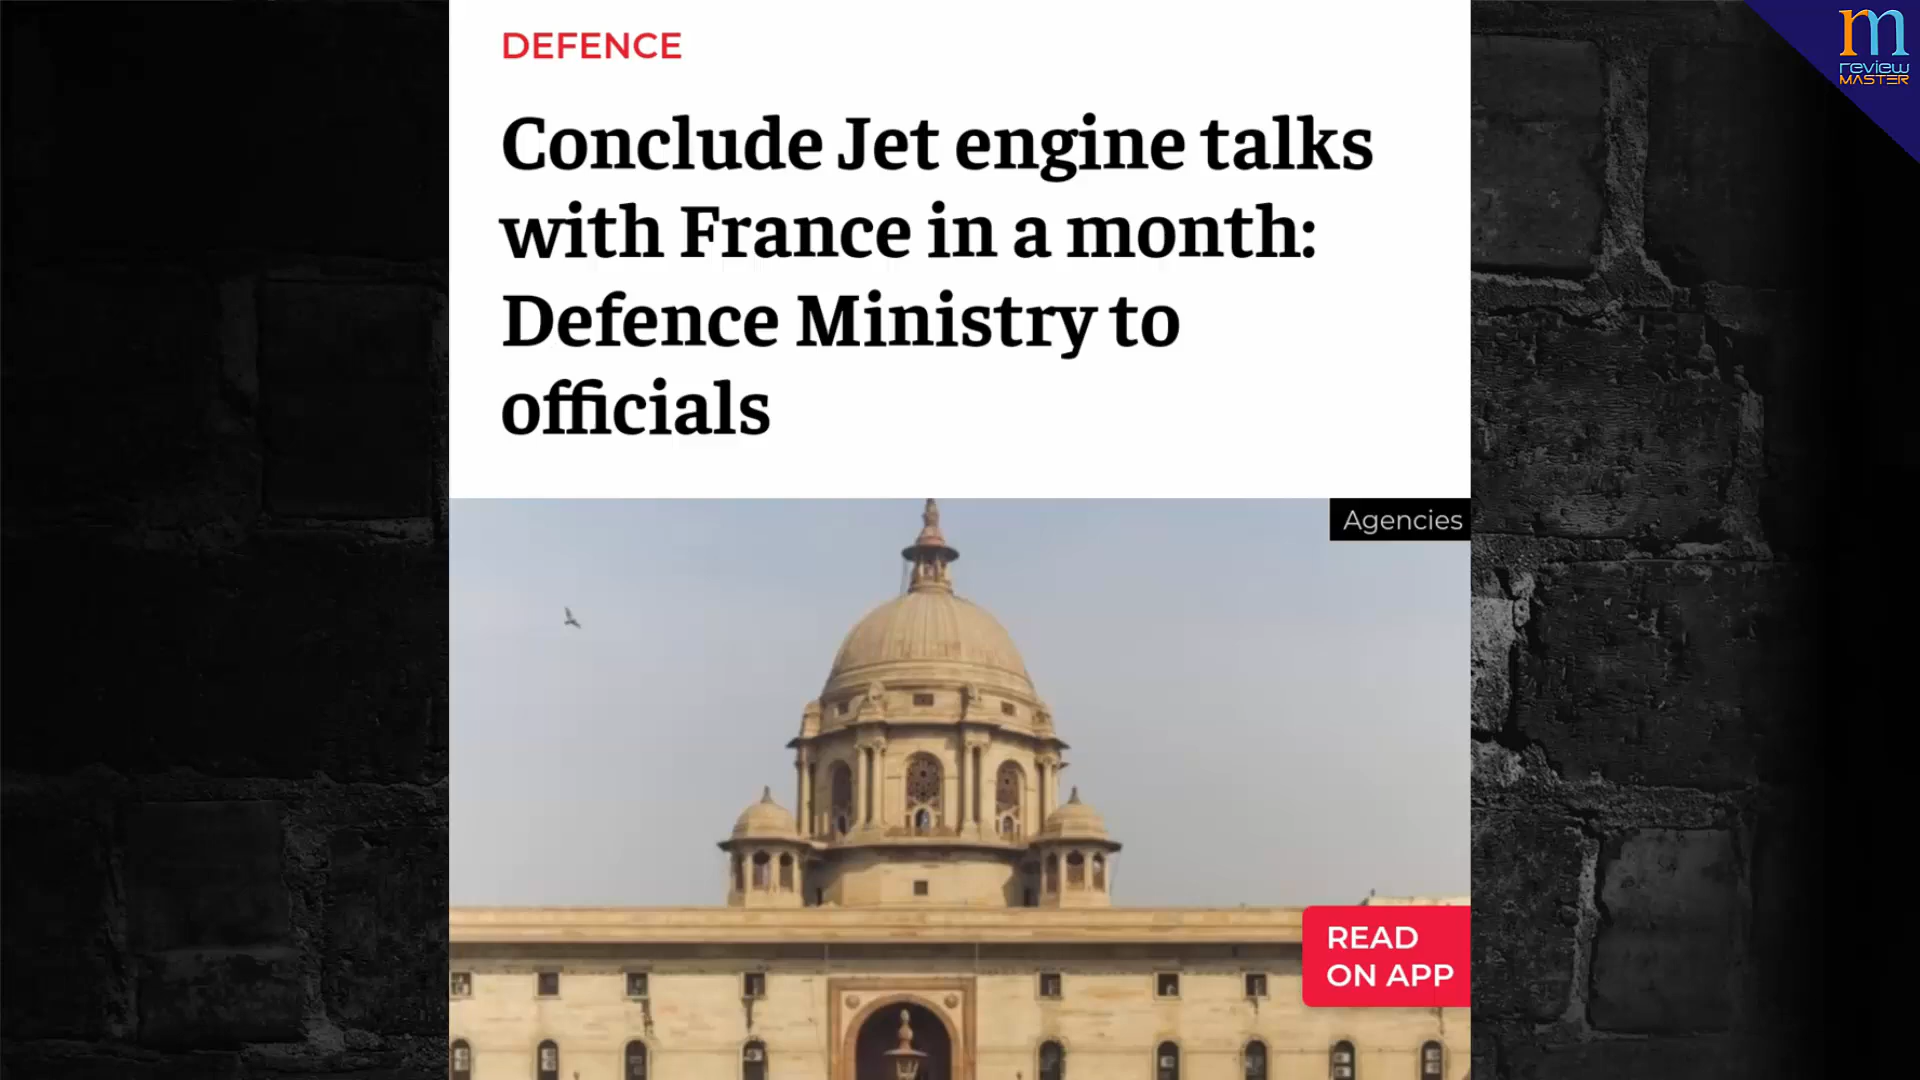 DEFENCE
Conclude Jet engine talks
with France in a month:
Defence Ministry to
officials
Agencies
READ
ON APP
rm
review
MASTER